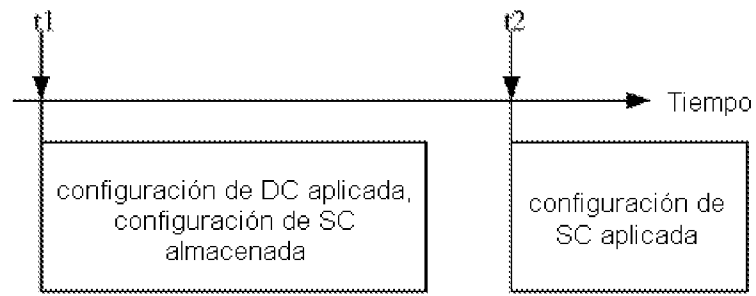 t1
t2
Tiempo
configuración de DC aplicada,
configuración de SC
almacenada
configuración de
SC aplicada